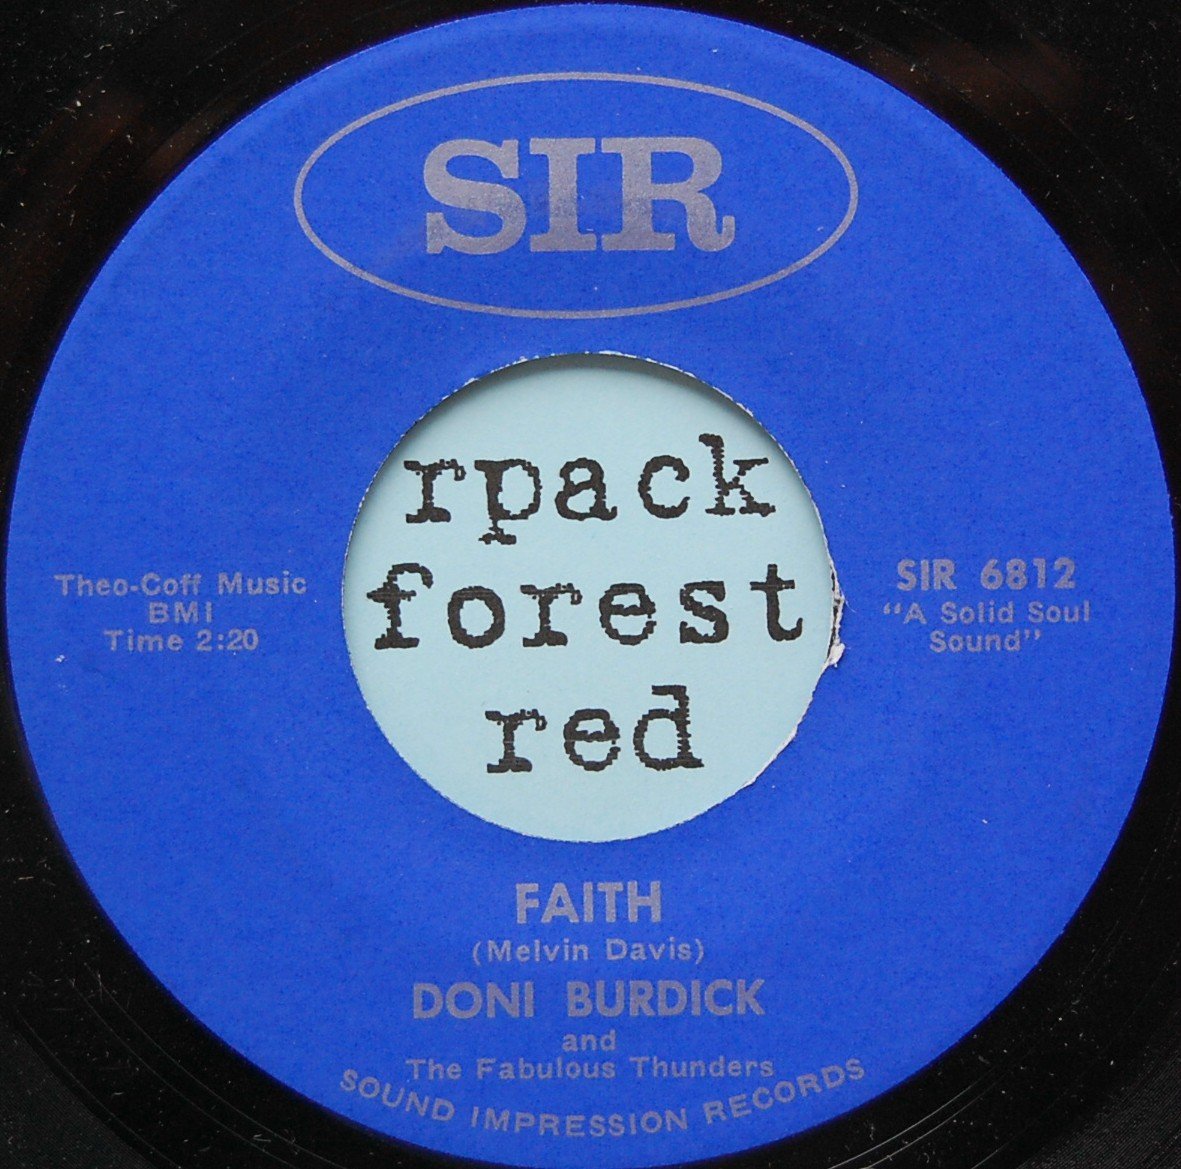 SIR
rpack
forest
red
Theo-Coff Music
BMI
Time 2:20
SIR 6812
"A Solid Soul
Sound"
FAITH
(Melvin Davis)
DONI BURDICK
and
The Fabulous Thunders
SOUND IMPRESSION RECORDS